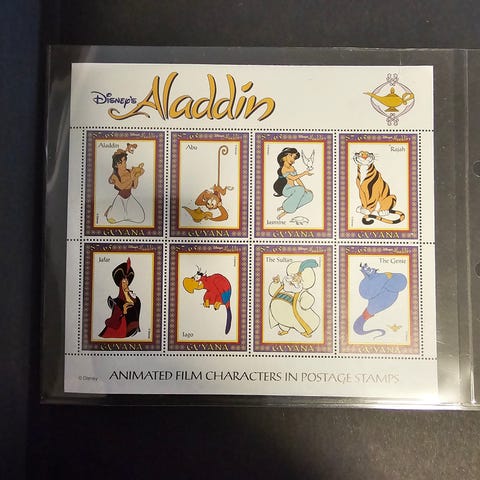 Disney's Aladdin
Aladdin
Abu
Jasmine
Rajah
GUYANA GUYANA GUYANA GUYANA
Jafar
Iago
The Sultan
The Genie
GUYANA GUYANA GUYANA GUYANA
© Disney
ANIMATED FILM CHARACTERS IN POSTAGE STAMPS